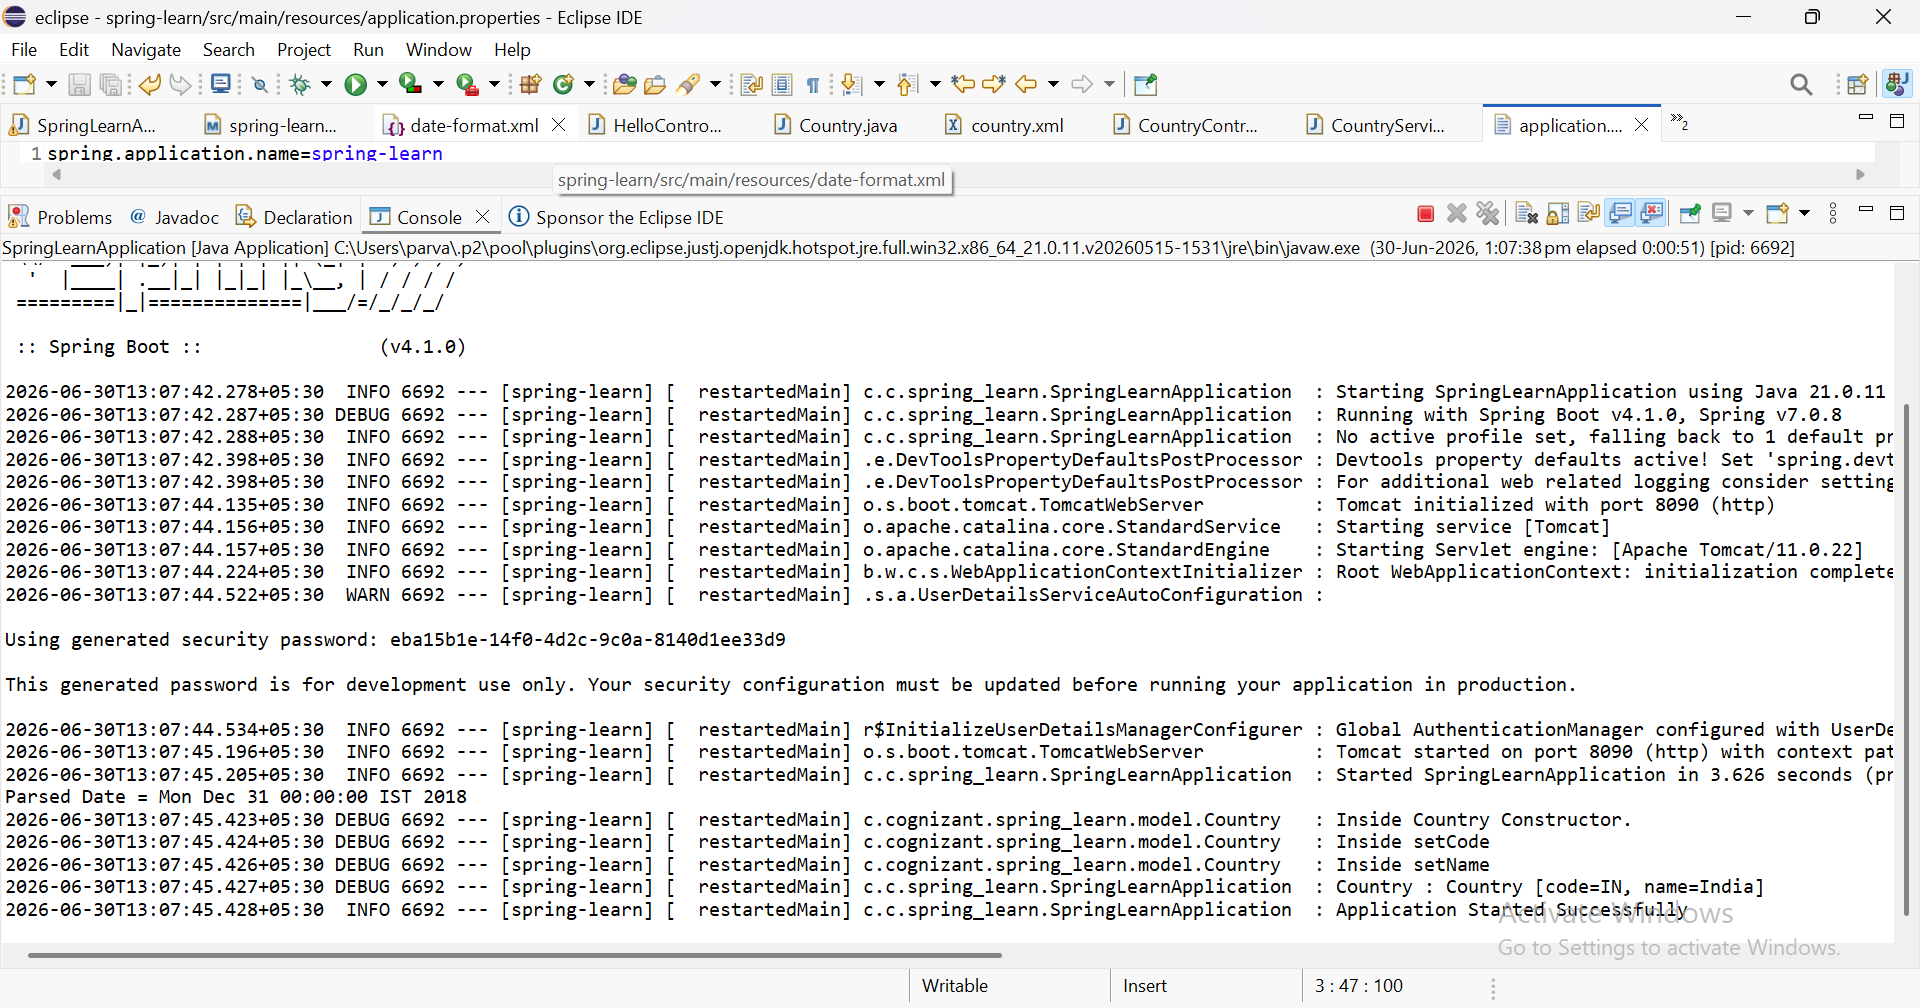 eclipse - spring-learn/src/main/resources/application.properties - Eclipse IDE
File Edit Navigate Search Project Run Window Help
SpringLearnA... spring-learn... date-format.xml HelloContro... Country.java country.xml CountryContr... CountryServi... application.... »2
1 spring.application.name=spring-learn
spring-learn/src/main/resources/date-format.xml
Problems @ Javadoc Declaration Console Sponsor the Eclipse IDE
SpringLearnApplication [Java Application] C:\Users\parva\.p2\pool\plugins\org.eclipse.justj.openjdk.hotspot.jre.full.win32.x86_64_21.0.11.v20260515-1531\jre\bin\javaw.exe (30-Jun-2026, 1:07:38 pm elapsed 0:00:51) [pid: 6692]
' |____| .__|_| |_|_| |_\__, | / / / /
=========|_|==============|___/=/_/_/_/
:: Spring Boot :: (v4.1.0)
2026-06-30T13:07:42.278+05:30 INFO 6692 --- [spring-learn] [ restartedMain] c.c.spring_learn.SpringLearnApplication : Starting SpringLearnApplication using Java 21.0.11
2026-06-30T13:07:42.287+05:30 DEBUG 6692 --- [spring-learn] [ restartedMain] c.c.spring_learn.SpringLearnApplication : Running with Spring Boot v4.1.0, Spring v7.0.8
2026-06-30T13:07:42.288+05:30 INFO 6692 --- [spring-learn] [ restartedMain] c.c.spring_learn.SpringLearnApplication : No active profile set, falling back to 1 default pr
2026-06-30T13:07:42.398+05:30 INFO 6692 --- [spring-learn] [ restartedMain] .e.DevToolsPropertyDefaultsPostProcessor : Devtools property defaults active! Set 'spring.devt
2026-06-30T13:07:42.398+05:30 INFO 6692 --- [spring-learn] [ restartedMain] .e.DevToolsPropertyDefaultsPostProcessor : For additional web related logging consider setting
2026-06-30T13:07:44.135+05:30 INFO 6692 --- [spring-learn] [ restartedMain] o.s.boot.tomcat.TomcatWebServer : Tomcat initialized with port 8090 (http)
2026-06-30T13:07:44.156+05:30 INFO 6692 --- [spring-learn] [ restartedMain] o.apache.catalina.core.StandardService : Starting service [Tomcat]
2026-06-30T13:07:44.157+05:30 INFO 6692 --- [spring-learn] [ restartedMain] o.apache.catalina.core.StandardEngine : Starting Servlet engine: [Apache Tomcat/11.0.22]
2026-06-30T13:07:44.224+05:30 INFO 6692 --- [spring-learn] [ restartedMain] b.w.c.s.WebApplicationContextInitializer : Root WebApplicationContext: initialization complete
2026-06-30T13:07:44.522+05:30 WARN 6692 --- [spring-learn] [ restartedMain] .s.a.UserDetailsServiceAutoConfiguration :
Using generated security password: eba15b1e-14f0-4d2c-9c0a-8140d1ee33d9
This generated password is for development use only. Your security configuration must be updated before running your application in production.
2026-06-30T13:07:44.534+05:30 INFO 6692 --- [spring-learn] [ restartedMain] r$InitializeUserDetailsManagerConfigurer : Global AuthenticationManager configured with UserDe
2026-06-30T13:07:45.196+05:30 INFO 6692 --- [spring-learn] [ restartedMain] o.s.boot.tomcat.TomcatWebServer : Tomcat started on port 8090 (http) with context pat
2026-06-30T13:07:45.205+05:30 INFO 6692 --- [spring-learn] [ restartedMain] c.c.spring_learn.SpringLearnApplication : Started SpringLearnApplication in 3.626 seconds (pr
Parsed Date = Mon Dec 31 00:00:00 IST 2018
2026-06-30T13:07:45.423+05:30 DEBUG 6692 --- [spring-learn] [ restartedMain] c.cognizant.spring_learn.model.Country : Inside Country Constructor.
2026-06-30T13:07:45.424+05:30 DEBUG 6692 --- [spring-learn] [ restartedMain] c.cognizant.spring_learn.model.Country : Inside setCode
2026-06-30T13:07:45.426+05:30 DEBUG 6692 --- [spring-learn] [ restartedMain] c.cognizant.spring_learn.model.Country : Inside setName
2026-06-30T13:07:45.427+05:30 DEBUG 6692 --- [spring-learn] [ restartedMain] c.c.spring_learn.SpringLearnApplication : Country : Country [code=IN, name=India]
2026-06-30T13:07:45.428+05:30 INFO 6692 --- [spring-learn] [ restartedMain] c.c.spring_learn.SpringLearnApplication : Application Started Successfully
Activate Windows
Go to Settings to activate Windows.
Writable Insert 3 : 47 : 100